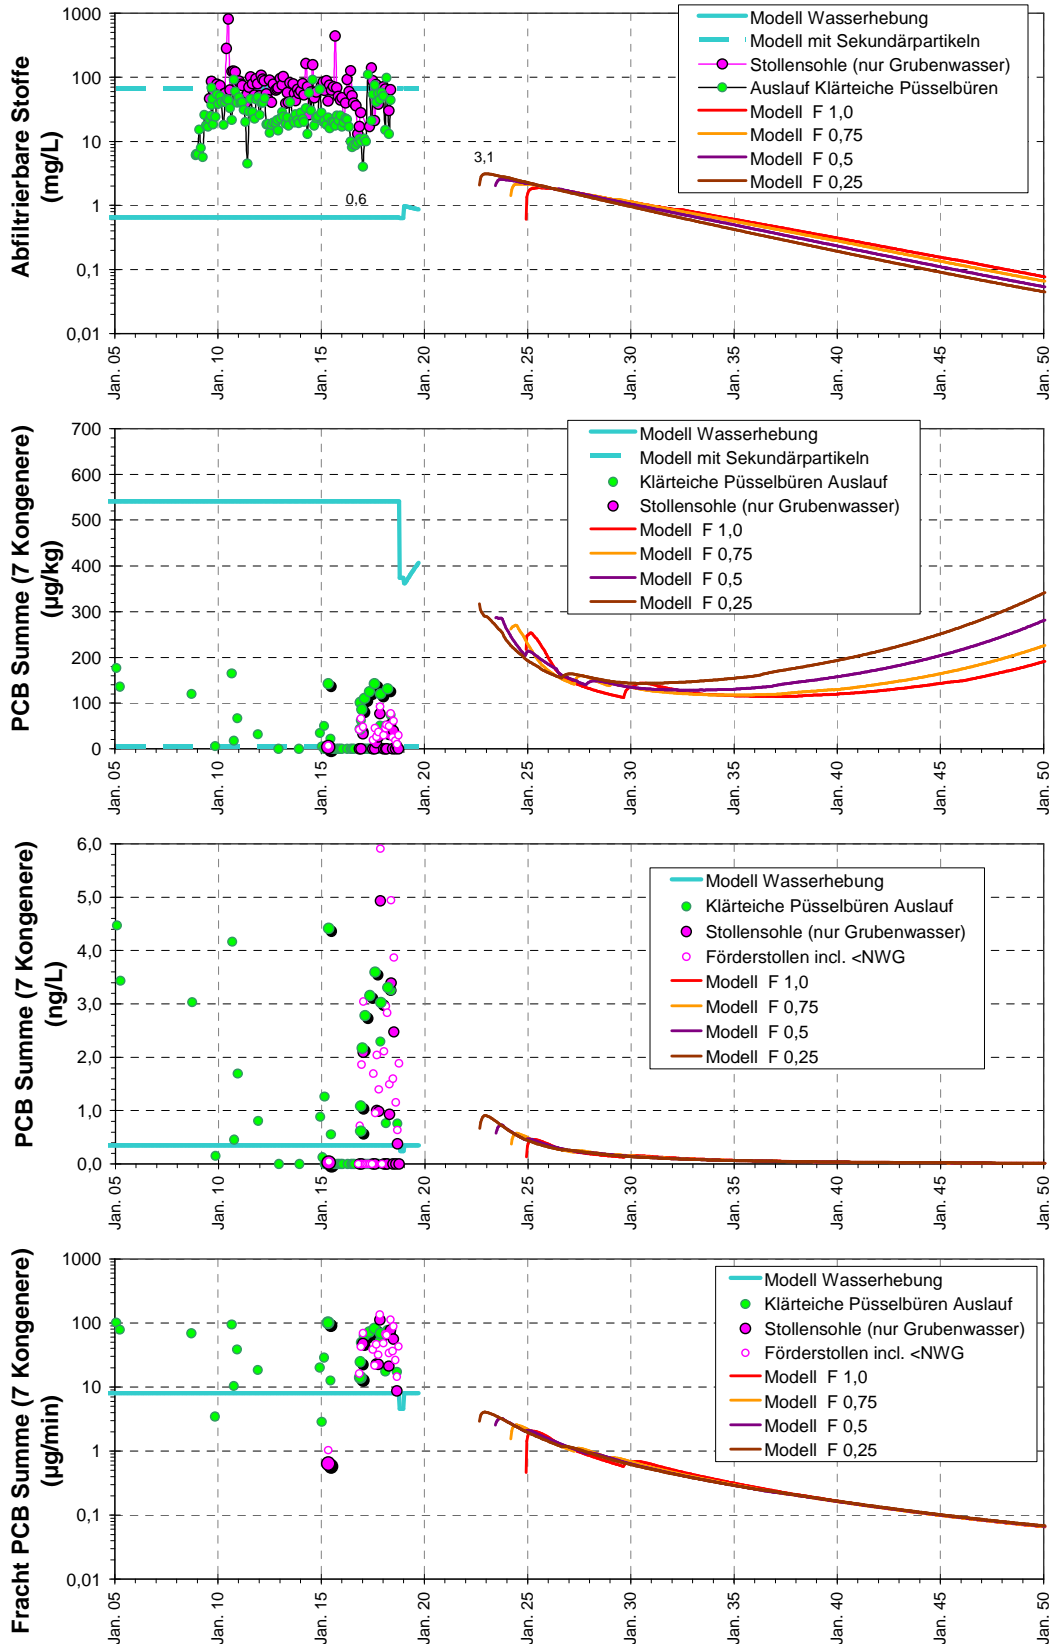 Abfiltrierbare Stoffe
(mg/L)
1000
100
10
1
0,1
0,01
Modell Wasserhebung
Modell mit Sekundärpartikeln
Stollensohle (nur Grubenwasser)
Auslauf Klärteiche Püsselbüren
Modell F 1,0
Modell F 0,75
Modell F 0,5
Modell F 0,25
0,6
3,1
Jan. 05
Jan. 10
Jan. 15
Jan. 20
Jan. 25
Jan. 30
Jan. 35
Jan. 40
Jan. 45
Jan. 50
PCB Summe (7 Kongenere)
(µg/kg)
700
600
500
400
300
200
100
0
Modell Wasserhebung
Modell mit Sekundärpartikeln
Klärteiche Püsselbüren Auslauf
Stollensohle (nur Grubenwasser)
Modell F 1,0
Modell F 0,75
Modell F 0,5
Modell F 0,25
Jan. 05
Jan. 10
Jan. 15
Jan. 20
Jan. 25
Jan. 30
Jan. 35
Jan. 40
Jan. 45
Jan. 50
PCB Summe (7 Kongenere)
(ng/L)
6,0
5,0
4,0
3,0
2,0
1,0
0,0
Modell Wasserhebung
Klärteiche Püsselbüren Auslauf
Stollensohle (nur Grubenwasser)
Förderstollen incl. <NWG
Modell F 1,0
Modell F 0,75
Modell F 0,5
Modell F 0,25
Jan. 05
Jan. 10
Jan. 15
Jan. 20
Jan. 25
Jan. 30
Jan. 35
Jan. 40
Jan. 45
Jan. 50
Fracht PCB Summe (7 Kongenere)
(µg/min)
1000
100
10
1
0,1
0,01
Modell Wasserhebung
Klärteiche Püsselbüren Auslauf
Stollensohle (nur Grubenwasser)
Förderstollen incl. <NWG
Modell F 1,0
Modell F 0,75
Modell F 0,5
Modell F 0,25
Jan. 05
Jan. 10
Jan. 15
Jan. 20
Jan. 25
Jan. 30
Jan. 35
Jan. 40
Jan. 45
Jan. 50